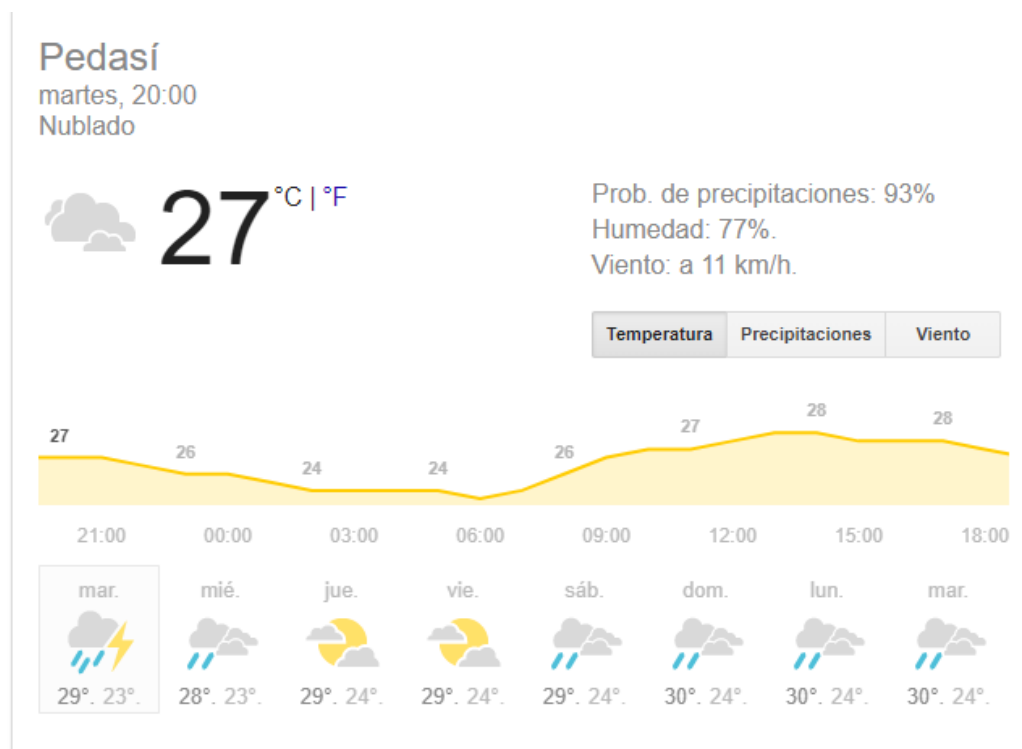 Pedasí
martes, 20:00
Nublado
27 °C | °F
Prob. de precipitaciones: 93%
Humedad: 77%.
Viento: a 11 km/h.
Temperatura Precipitaciones Viento
27 26 24 24 26 27 28 28
21:00 00:00 03:00 06:00 09:00 12:00 15:00 18:00
mar. mié. jue. vie. sáb. dom. lun. mar.
29°. 23°. 28°. 23°. 29°. 24°. 29°. 24°. 29°. 24°. 30°. 24°. 30°. 24°. 30°. 24°.